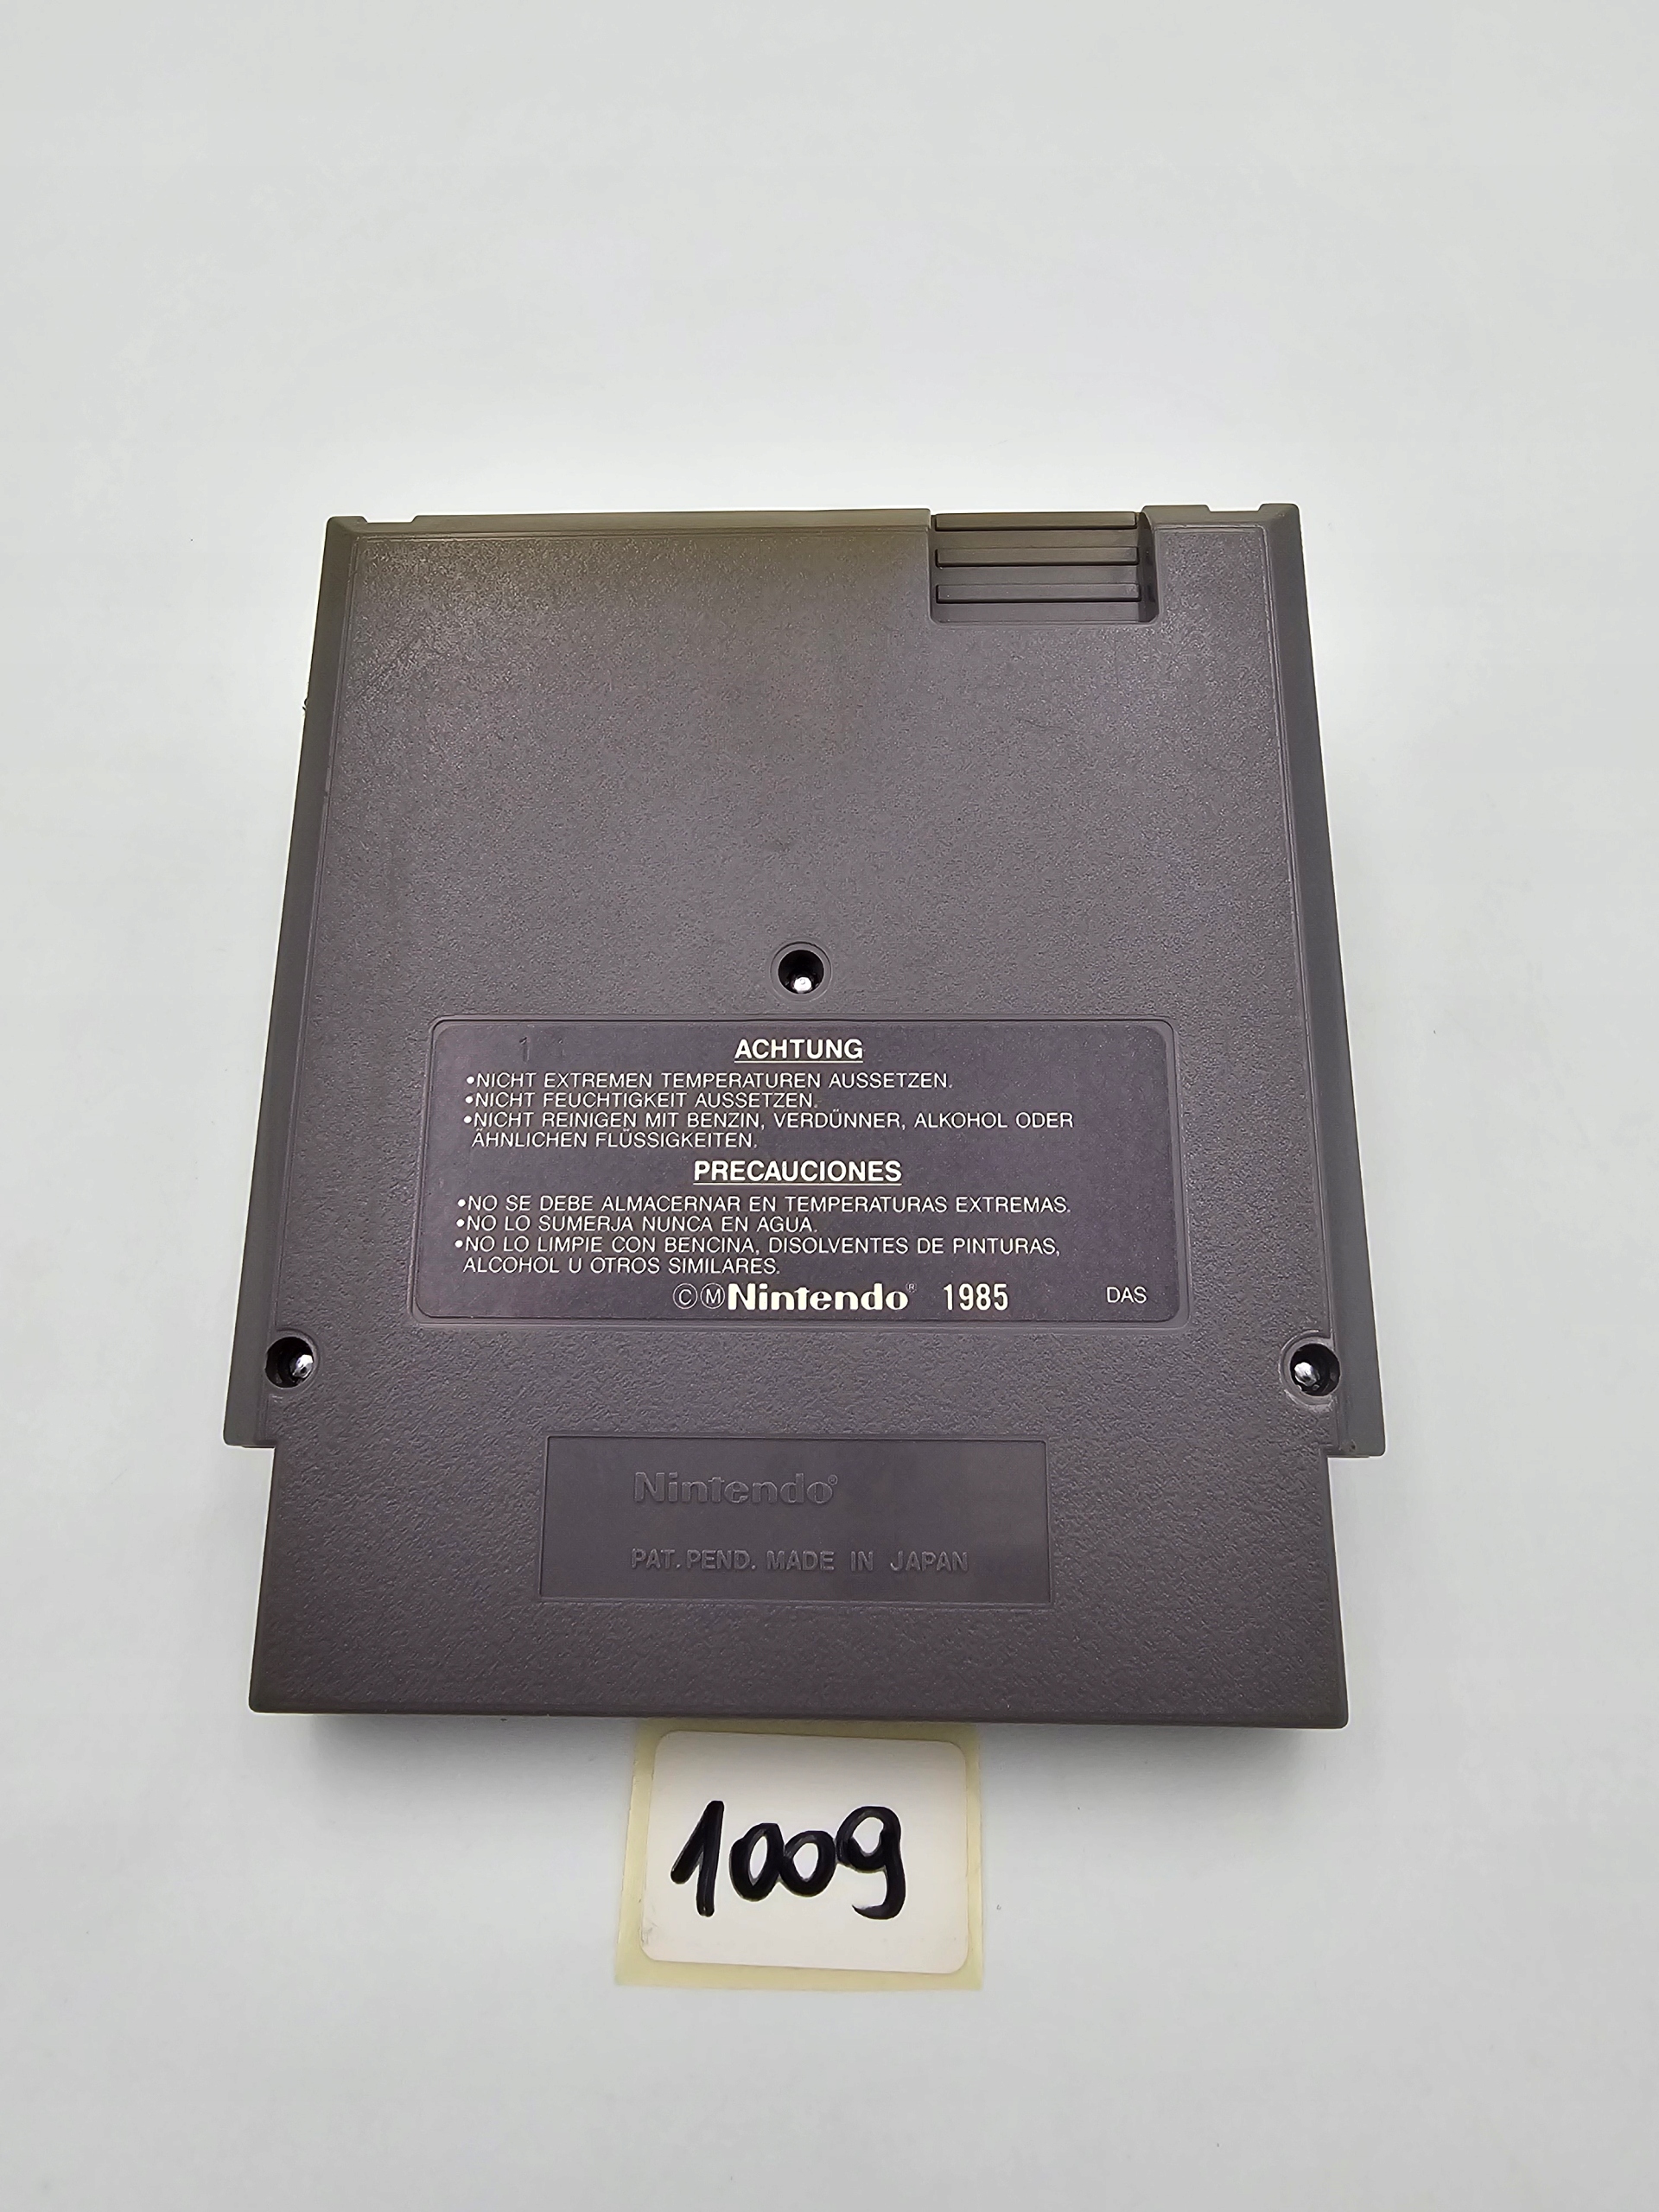 1
ACHTUNG
•NICHT EXTREMEN TEMPERATUREN AUSSETZEN.
•NICHT FEUCHTIGKEIT AUSSETZEN.
•NICHT REINIGEN MIT BENZIN, VERDÜNNER, ALKOHOL ODER
ÄHNLICHEN FLÜSSIGKEITEN.
PRECAUCIONES
•NO SE DEBE ALMACERNAR EN TEMPERATURAS EXTREMAS.
•NO LO SUMERJA NUNCA EN AGUA.
•NO LO LIMPIE CON BENCINA, DISOLVENTES DE PINTURAS,
ALCOHOL U OTROS SIMILARES.
ⒸⓂNintendo® 1985 DAS
Nintendo®
PAT. PEND. MADE IN JAPAN
1009